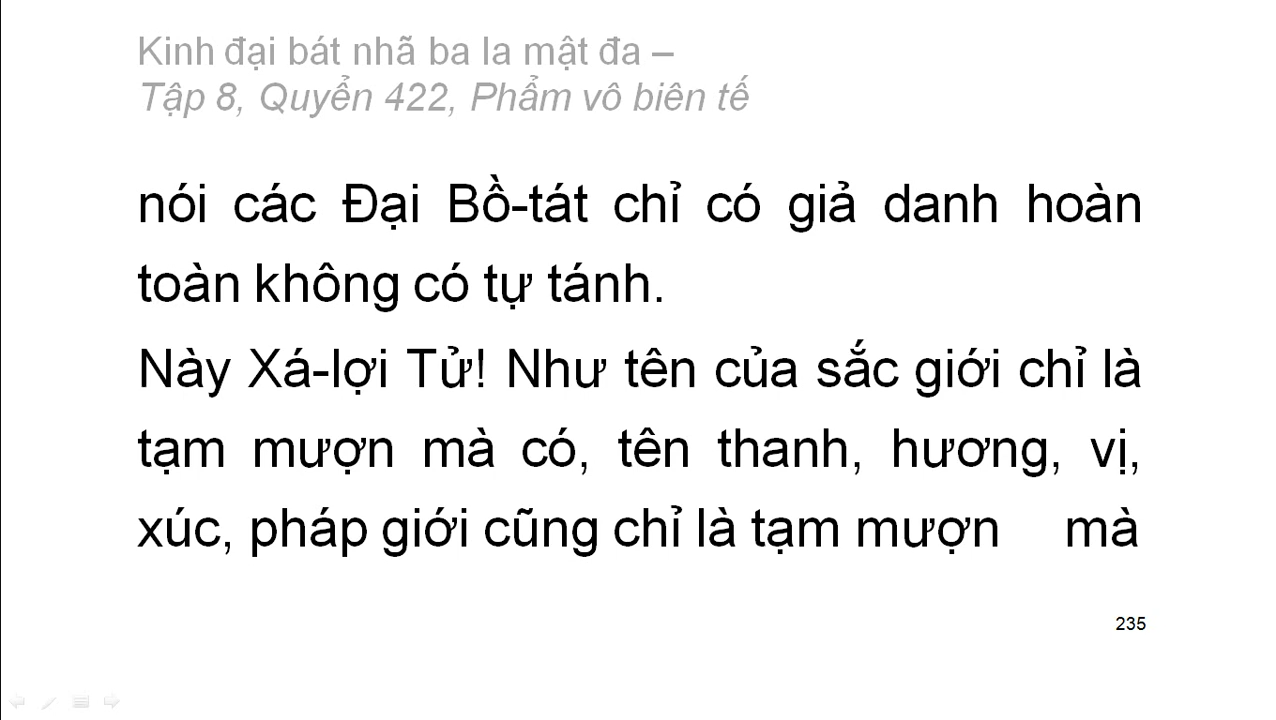 Kinh đại bát nhã ba la mật đa –
Tập 8, Quyển 422, Phẩm vô biên tế
nói các Đại Bồ-tát chỉ có giả danh hoàn
toàn không có tự tánh.
Này Xá-lợi Tử! Như tên của sắc giới chỉ là
tạm mượn mà có, tên thanh, hương, vị,
xúc, pháp giới cũng chỉ là tạm mượn mà
235